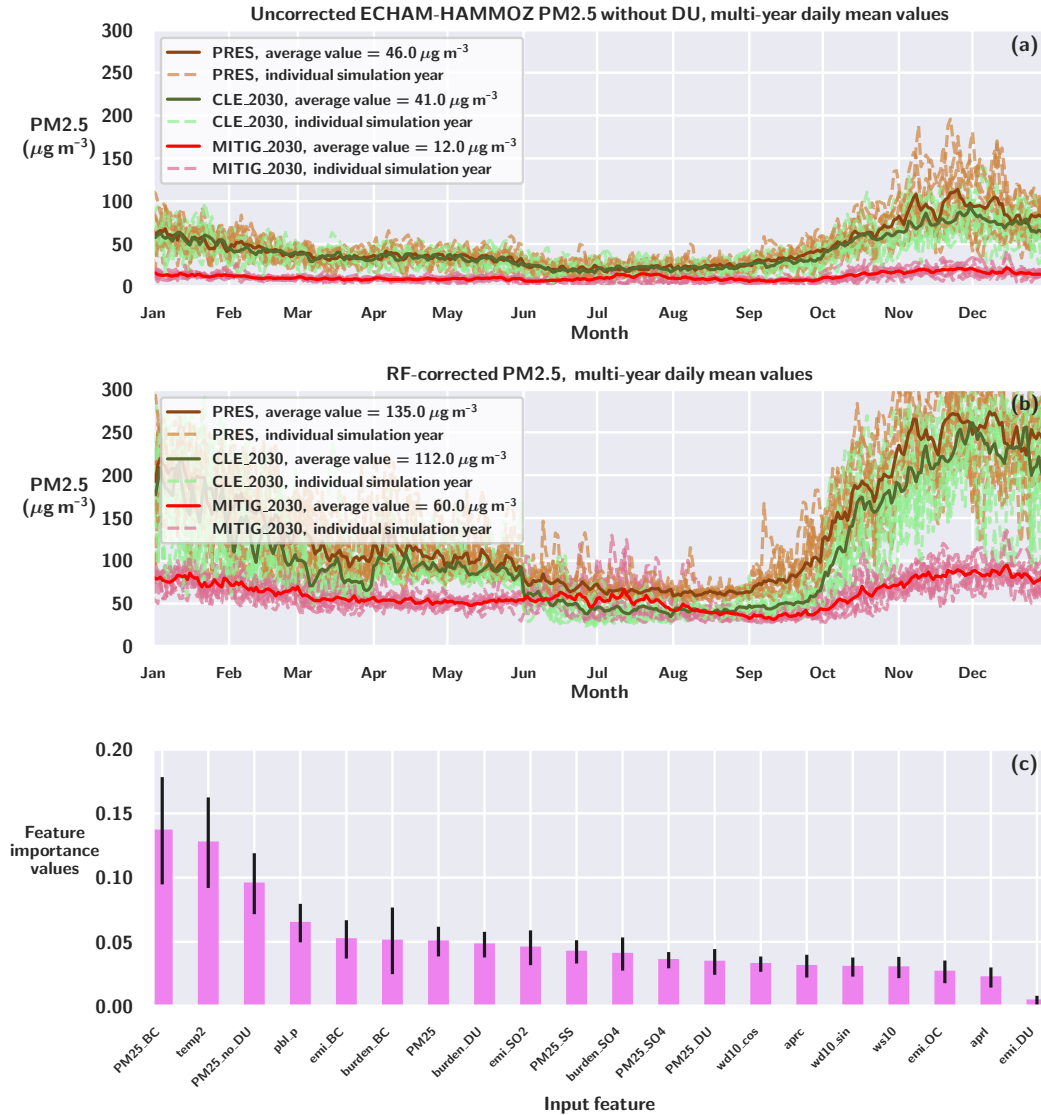 Uncorrected ECHAM-HAMMOZ PM2.5 without DU, multi-year daily mean values
(a)
300
250
200
150
100
50
0
PM2.5
(μg m⁻³)
PRES, average value = 46.0 μg m⁻³
PRES, individual simulation year
CLE_2030, average value = 41.0 μg m⁻³
CLE_2030, individual simulation year
MITIG_2030, average value = 12.0 μg m⁻³
MITIG_2030, individual simulation year
Jan Feb Mar Apr May Jun Jul Aug Sep Oct Nov Dec
Month
RF-corrected PM2.5, multi-year daily mean values
(b)
300
250
200
150
100
50
0
PM2.5
(μg m⁻³)
PRES, average value = 135.0 μg m⁻³
PRES, individual simulation year
CLE_2030, average value = 112.0 μg m⁻³
CLE_2030, individual simulation year
MITIG_2030, average value = 60.0 μg m⁻³
MITIG_2030, individual simulation year
Jan Feb Mar Apr May Jun Jul Aug Sep Oct Nov Dec
Month
(c)
0.20
0.15
0.10
0.05
0.00
Feature
importance
values
PM25_BC
temp2
PM25_no_DU
pbl_p
emi_BC
burden_BC
PM25
burden_DU
emi_SO2
PM25_SS
burden_SO4
PM25_SO4
PM25_DU
wd10_cos
aprc
wd10_sin
ws10
emi_OC
aprl
emi_DU
Input feature